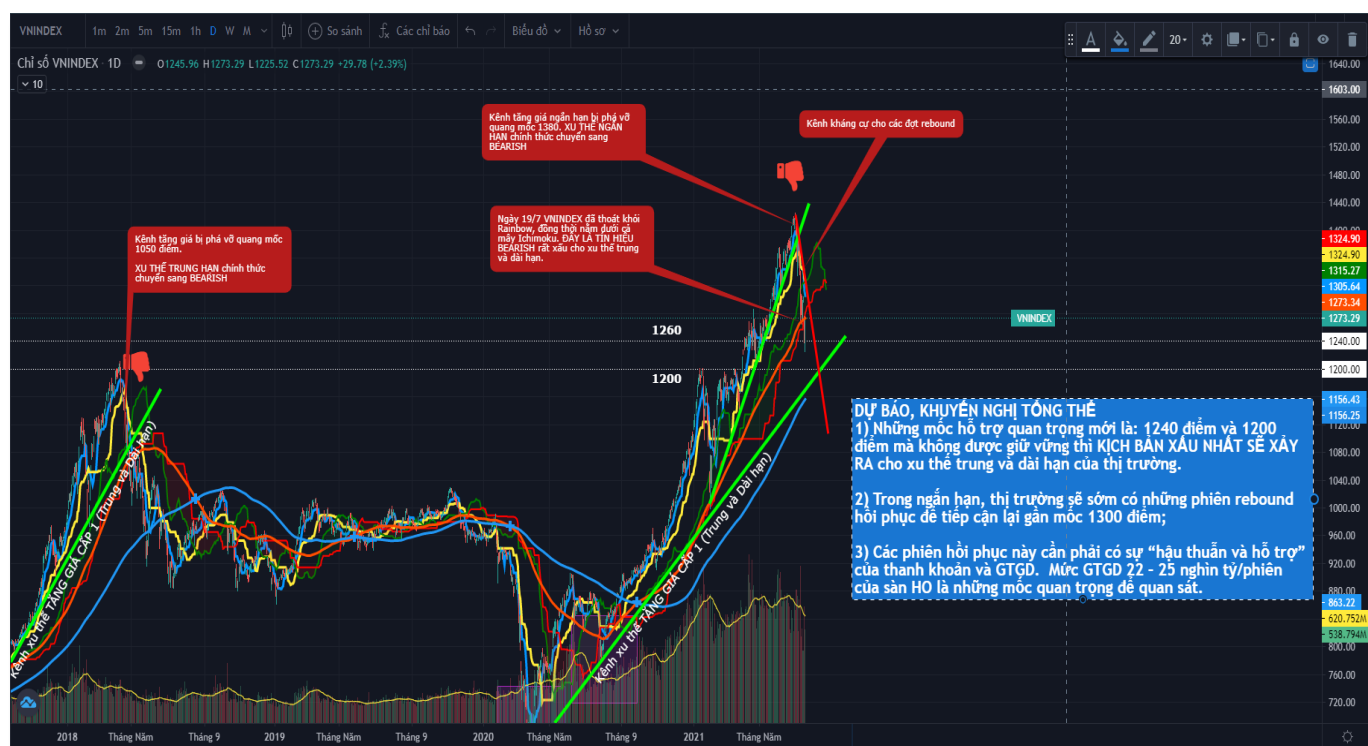 VNINDEX 1m 2m 5m 15m 1h D W M So sánh Các chỉ báo Biểu đồ Hồ sơ
20
Chỉ số VNINDEX 1D O1245.96 H1273.29 L1225.52 C1273.29 +29.78 (+2.39%)
10
Kênh tăng giá ngắn hạn bị phá vỡ
quang mốc 1380. XU THẾ NGẮN
HẠN chính thức chuyển sang
BEARISH
Kênh kháng cự cho các đợt rebound
Ngày 19/7 VNINDEX đã thoát khỏi
Rainbow, đồng thời nằm dưới cả
mây Ichimoku. ĐÂY LÀ TÍN HIỆU
BEARISH rất xấu cho xu thế trung
và dài hạn.
Kênh tăng giá bị phá vỡ quang mốc
1050 điểm.
XU THẾ TRUNG HẠN chính thức
chuyển sang BEARISH
1260
1200
VNINDEX
Kênh xu thế TĂNG GIÁ CẤP 1 (Trung và Dài hạn)
Kênh xu thế TĂNG GIÁ CẤP 1 (Trung và Dài hạn)
DỰ BÁO, KHUYẾN NGHỊ TỔNG THỂ
1) Những mốc hỗ trợ quan trọng mới là: 1240 điểm và 1200
điểm mà không được giữ vững thì KỊCH BẢN XẤU NHẤT SẼ XẢY
RA cho xu thế trung và dài hạn của thị trường.
2) Trong ngắn hạn, thị trường sẽ sớm có những phiên rebound
hồi phục để tiếp cận lại gần mốc 1300 điểm;
3) Các phiên hồi phục này cần phải có sự “hậu thuẫn và hỗ trợ”
của thanh khoản và GTGD. Mức GTGD 22 - 25 nghìn tỷ/phiên
của sàn HO là những mốc quan trọng để quan sát.
1640.00
1603.00
1560.00
1520.00
1480.00
1440.00
1324.90
1324.90
1315.27
1305.64
1273.34
1273.29
1240.00
1200.00
1156.43
1156.25
1120.00
1080.00
1040.00
1000.00
960.00
920.00
880.00
863.22
620.752M
538.794M
800.00
760.00
720.00
2018 Tháng Năm Tháng 9 2019 Tháng Năm Tháng 9 2020 Tháng Năm Tháng 9 2021 Tháng Năm